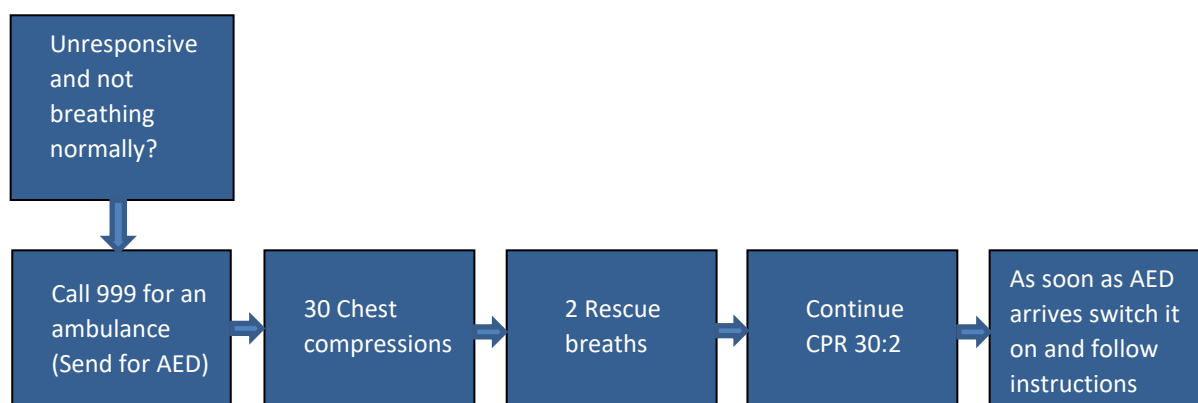 Unresponsive
and not
breathing
normally?
Call 999 for an
ambulance
(Send for AED)
30 Chest
compressions
2 Rescue
breaths
Continue
CPR 30:2
As soon as AED
arrives switch it
on and follow
instructions